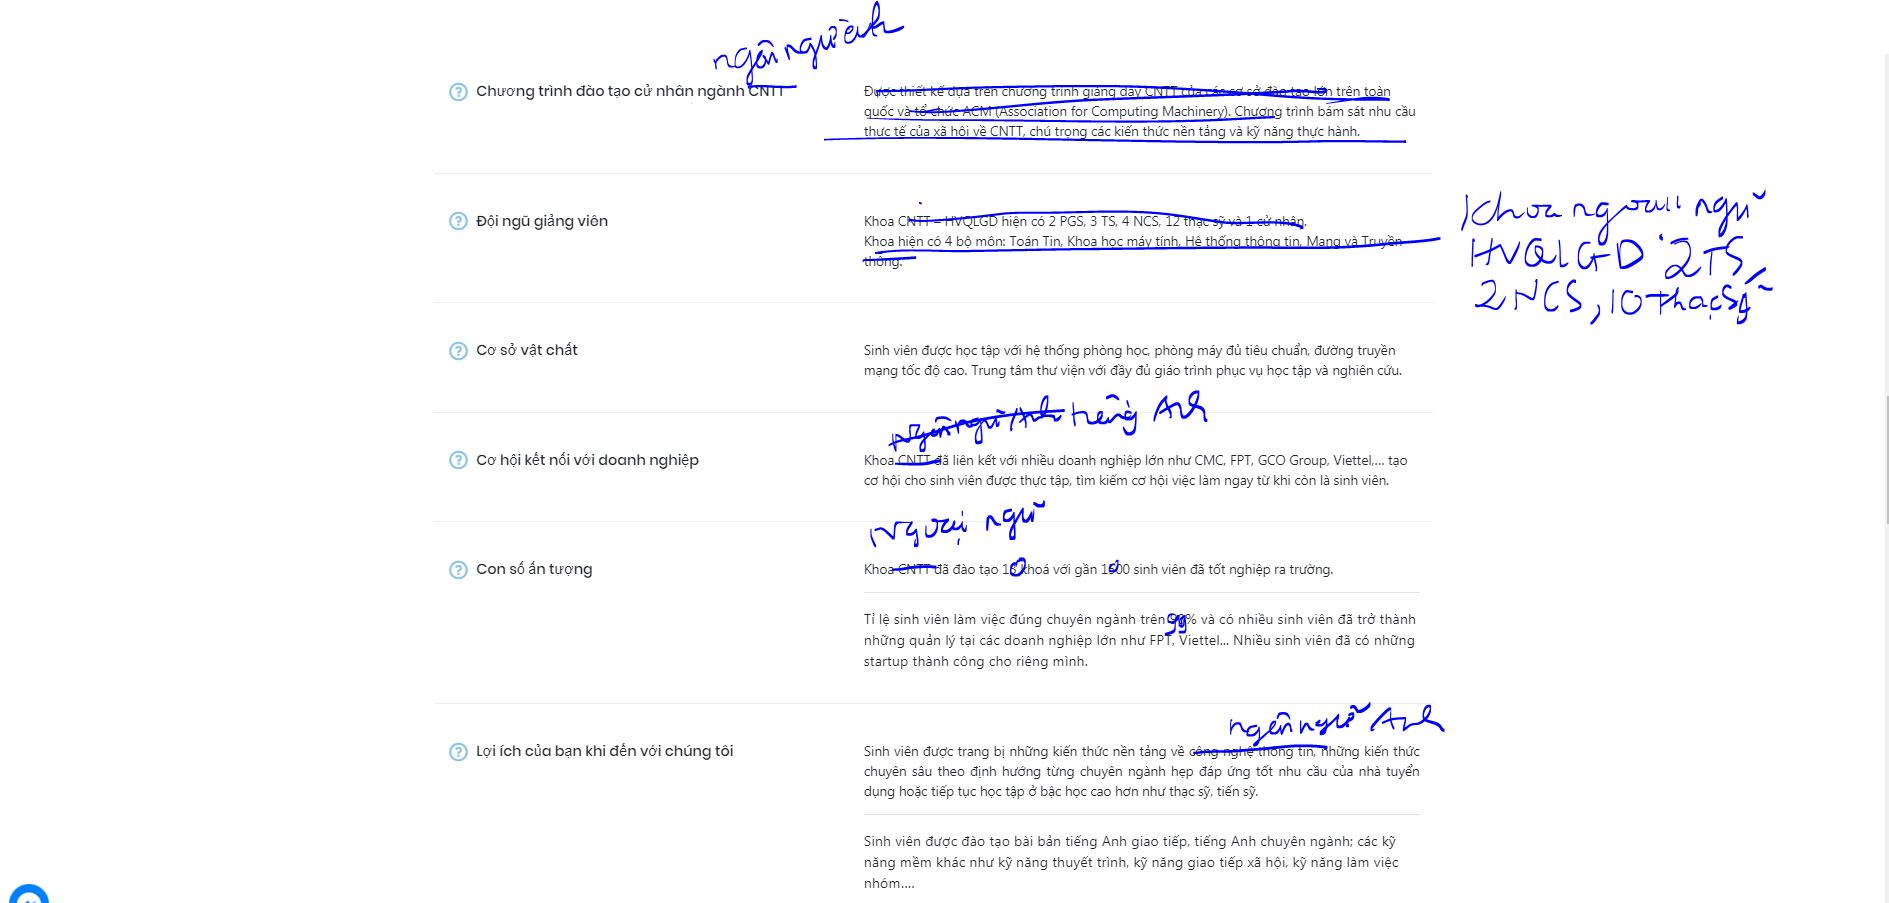 ngôn ngữ anh
Chương trình đào tạo cử nhân ngành CNTT
Được thiết kế dựa trên chương trình giảng dạy CNTT của các cơ sở đào tạo lớn trên toàn
quốc và tổ chức ACM (Association for Computing Machinery). Chương trình bám sát nhu cầu
thực tế của xã hội về CNTT, chú trọng các kiến thức nền tảng và kỹ năng thực hành.
Đội ngũ giảng viên
Khoa CNTT – HVQLGD hiện có 2 PGS, 3 TS, 4 NCS, 12 thạc sỹ và 1 cử nhân.
Khoa hiện có 4 bộ môn: Toán Tin, Khoa học máy tính, Hệ thống thông tin, Mạng và Truyền
thông.
Khoa ngoại ngữ
HVQLGD 2TS,
2NCS, 10 thạc sỹ
Cơ sở vật chất
Sinh viên được học tập với hệ thống phòng học, phòng máy đủ tiêu chuẩn, đường truyền
mạng tốc độ cao. Trung tâm thư viện với đầy đủ giáo trình phục vụ học tập và nghiên cứu.
Ngôn ngữ Anh tiếng Anh
Cơ hội kết nối với doanh nghiệp
Khoa CNTT đã liên kết với nhiều doanh nghiệp lớn như CMC, FPT, GCO Group, Viettel,... tạo
cơ hội cho sinh viên được thực tập, tìm kiếm cơ hội việc làm ngay từ khi còn là sinh viên.
Ngoại ngữ
Con số ấn tượng
Khoa CNTT đã đào tạo 10 khoá với gần 1000 sinh viên đã tốt nghiệp ra trường.
Tỉ lệ sinh viên làm việc đúng chuyên ngành trên 99% và có nhiều sinh viên đã trở thành
những quản lý tại các doanh nghiệp lớn như FPT, Viettel... Nhiều sinh viên đã có những
startup thành công cho riêng mình.
ngôn ngữ Anh
Lợi ích của bạn khi đến với chúng tôi
Sinh viên được trang bị những kiến thức nền tảng về công nghệ thông tin, những kiến thức
chuyên sâu theo định hướng từng chuyên ngành hẹp đáp ứng tốt nhu cầu của nhà tuyển
dụng hoặc tiếp tục học tập ở bậc học cao hơn như thạc sỹ, tiến sỹ.
Sinh viên được đào tạo bài bản tiếng Anh giao tiếp, tiếng Anh chuyên ngành; các kỹ
năng mềm khác như kỹ năng thuyết trình, kỹ năng giao tiếp xã hội, kỹ năng làm việc
nhóm....